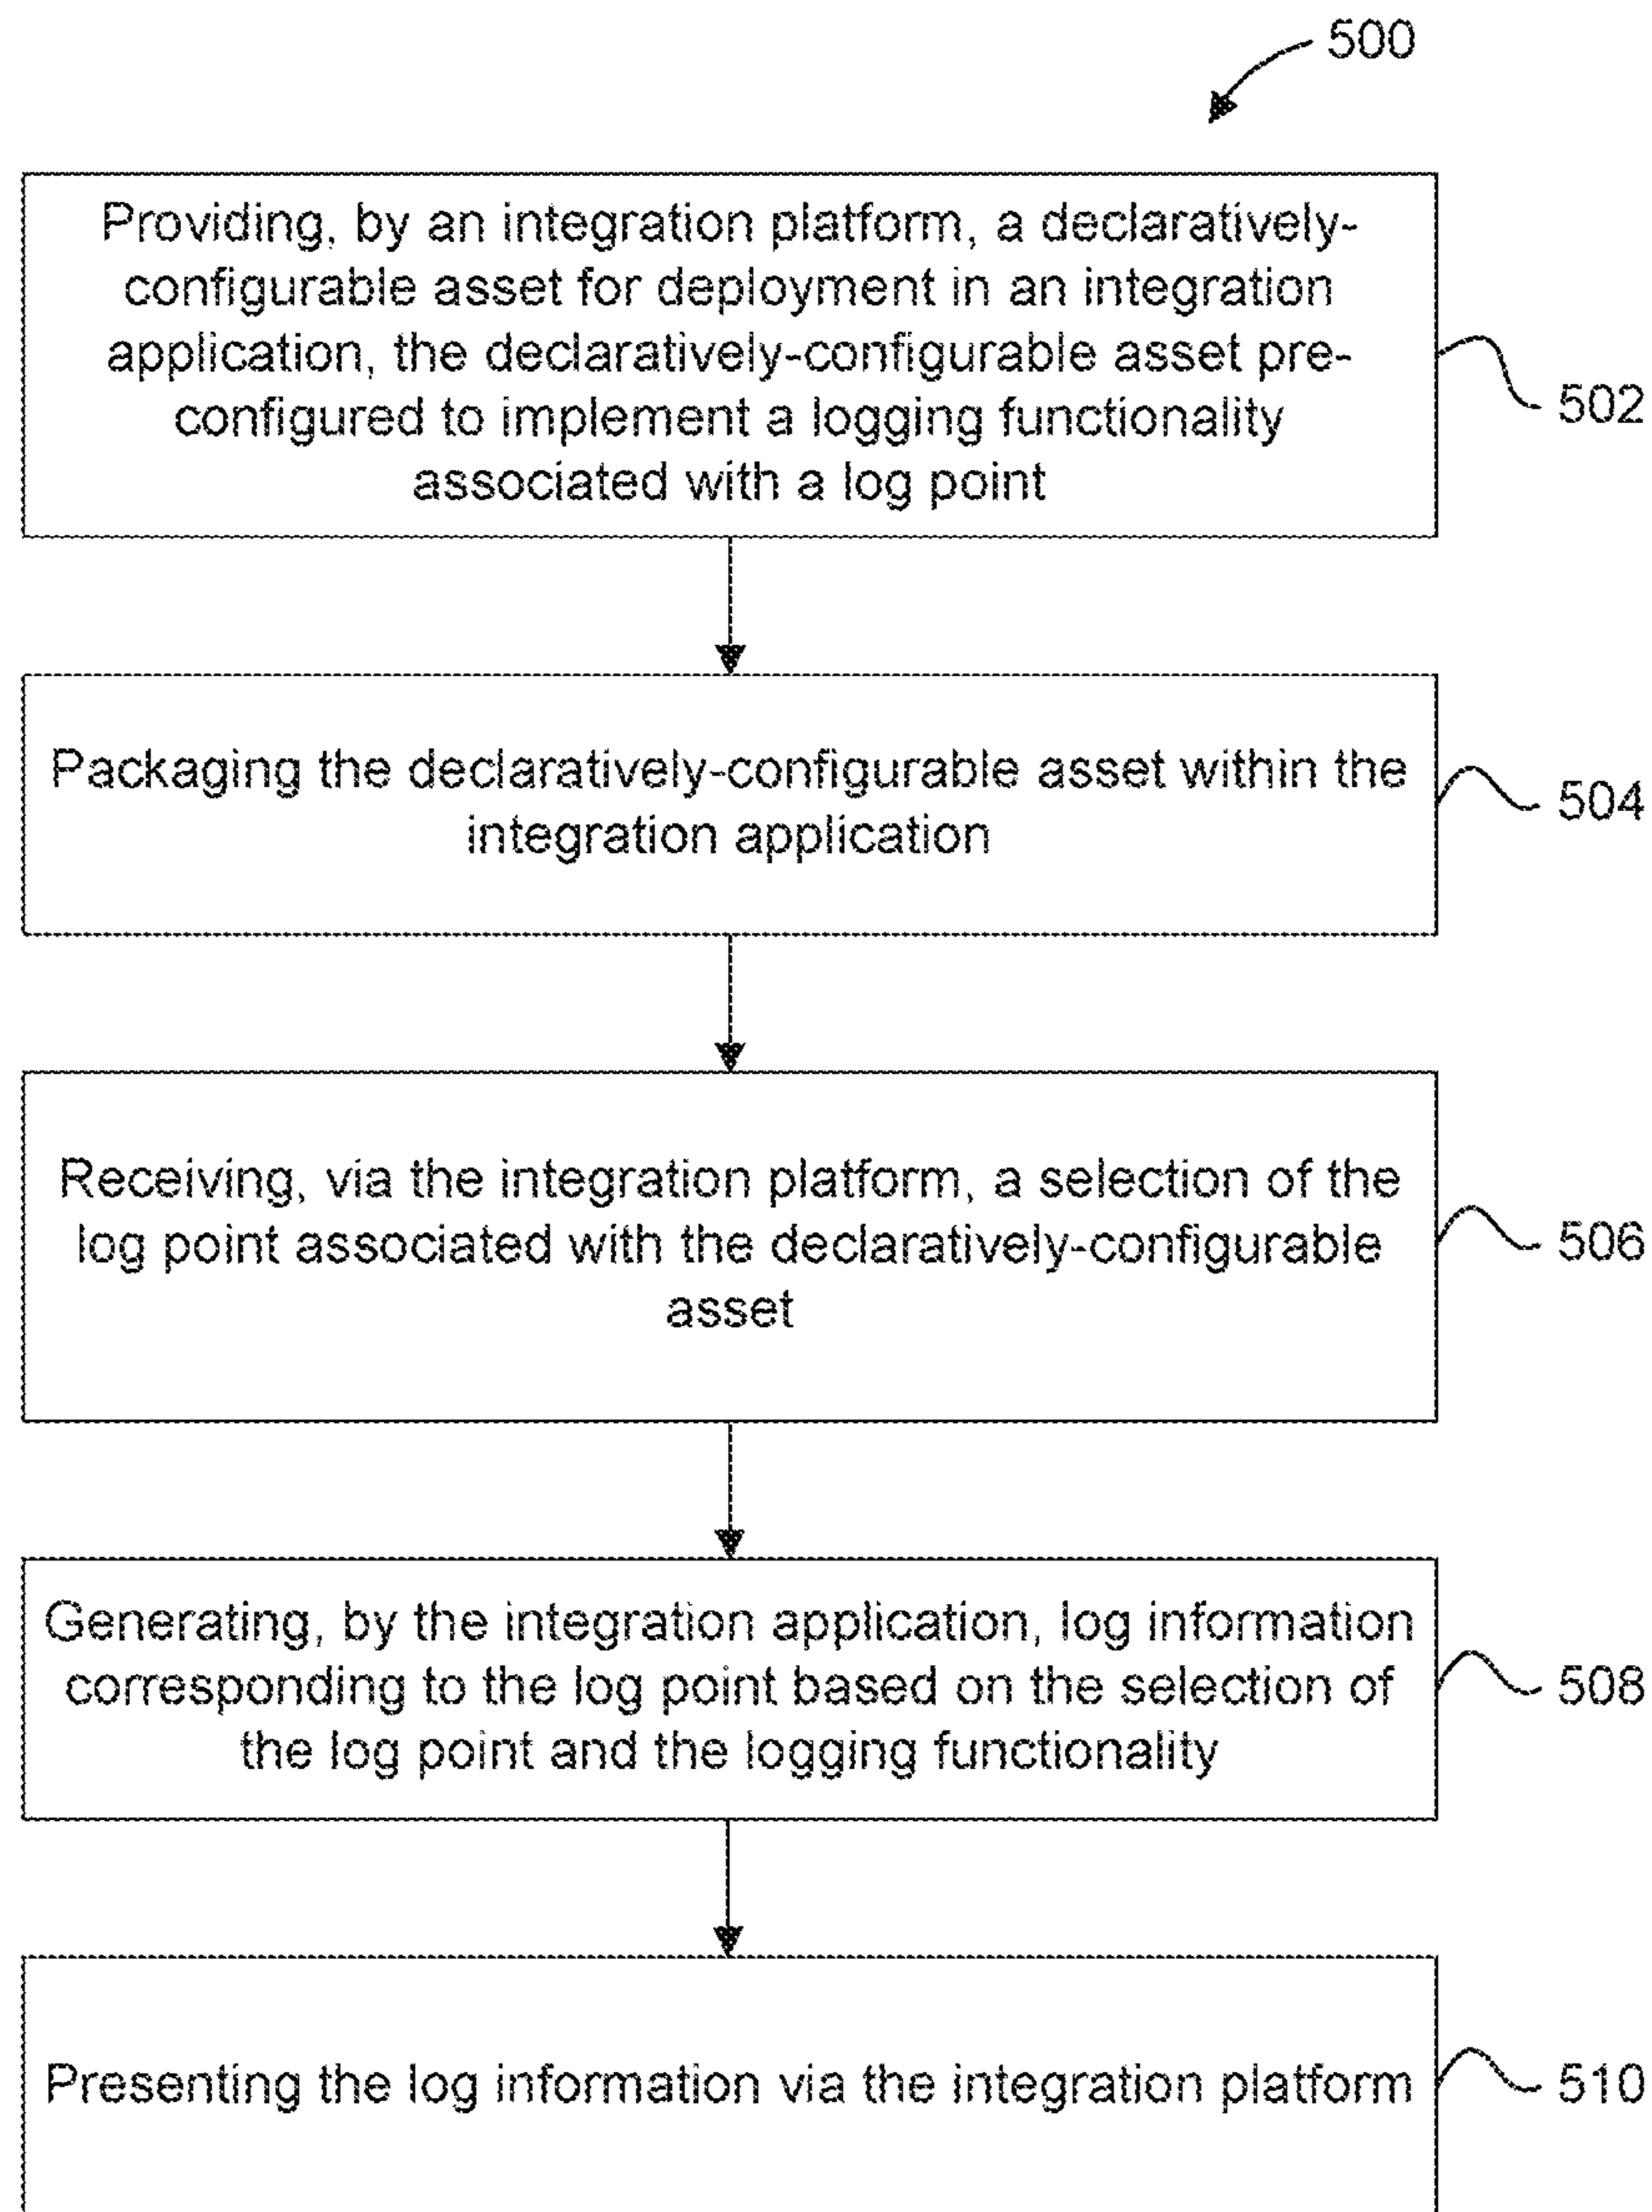 500
Providing, by an integration platform, a declaratively-
configurable asset for deployment in an integration
application, the declaratively-configurable asset pre-
configured to implement a logging functionality
associated with a log point
502
Packaging the declaratively-configurable asset within the
integration application
504
Receiving, via the integration platform, a selection of the
log point associated with the declaratively-configurable
asset
506
Generating, by the integration application, log information
corresponding to the log point based on the selection of
the log point and the logging functionality
508
Presenting the log information via the integration platform
510